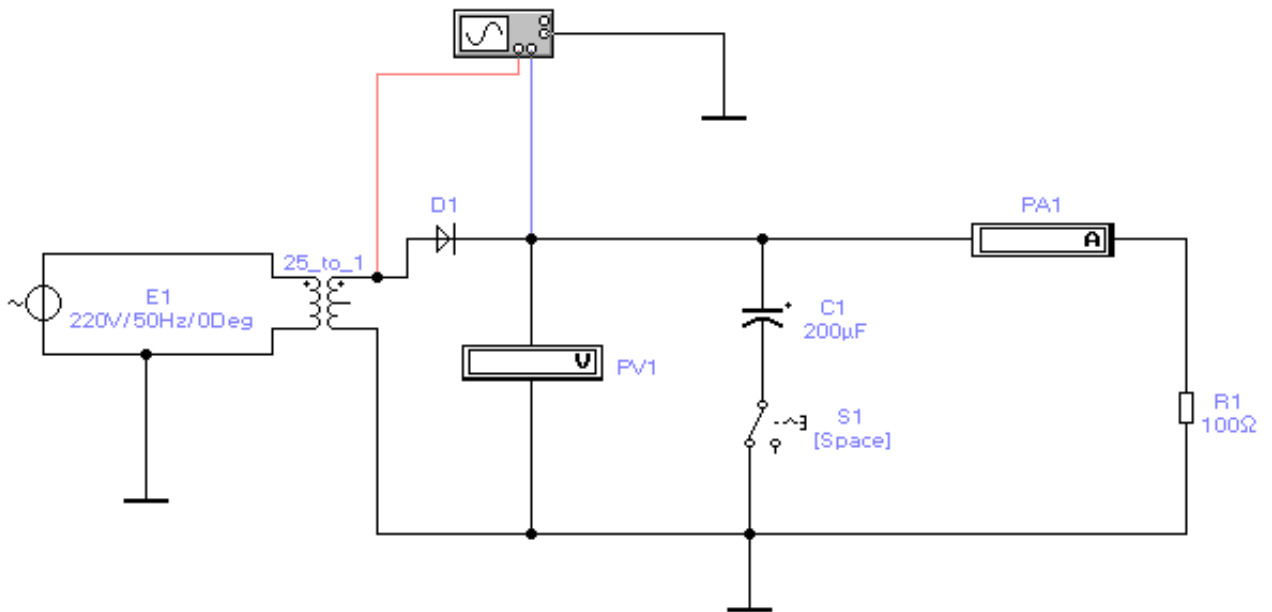 D1
PA1
A
25_to_1
E1
220V/50Hz/0Deg
C1
200µF
V
PV1
S1
[Space]
R1
100Ω